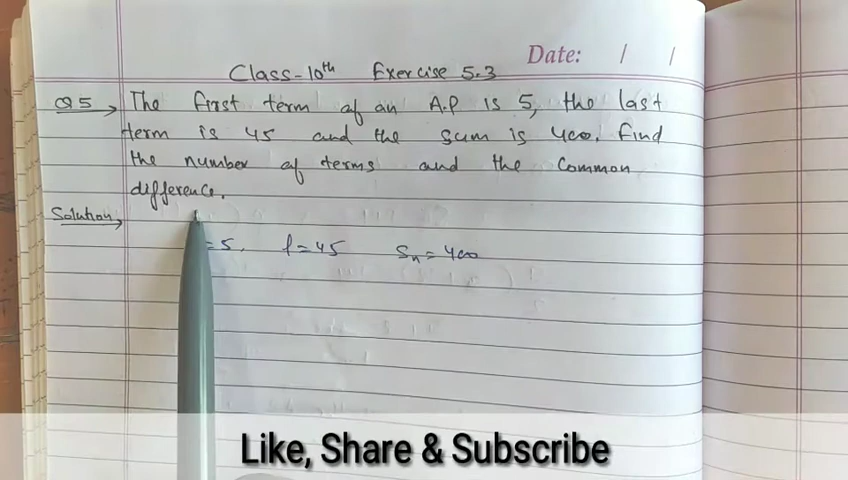 Date: / /
Class-10th Exercise 5.3
Q5 The first term of an A.P is 5, the last
term is 45 and the sum is 400. Find
the number of terms and the common
difference.
Solution
=5, l=45 Sn=400
Like, Share & Subscribe